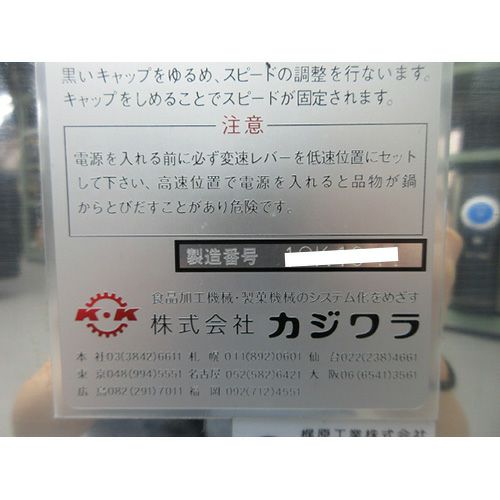 黒いキャップをゆるめ、スピードの調整を行ないます。
キャップをしめることでスピードが固定されます。
注意
電源を入れる前に必ず変速レバーを低速位置にセット
して下さい、高速位置で電源を入れると品物が鍋
からとびだすことがあり危険です。
製造番号
食品加工機械・製菓機械のシステム化をめざす
K・K 株式会社 カジワラ
本 社03(3842)6611 札 幌 011(892)0601 仙 台022(238)4661
東 京048(994)5551 名古屋 052(582)6421 大 阪06(6541)3561
広 島082(291)7011 福 岡 092(712)4551
梶原工業株式会社